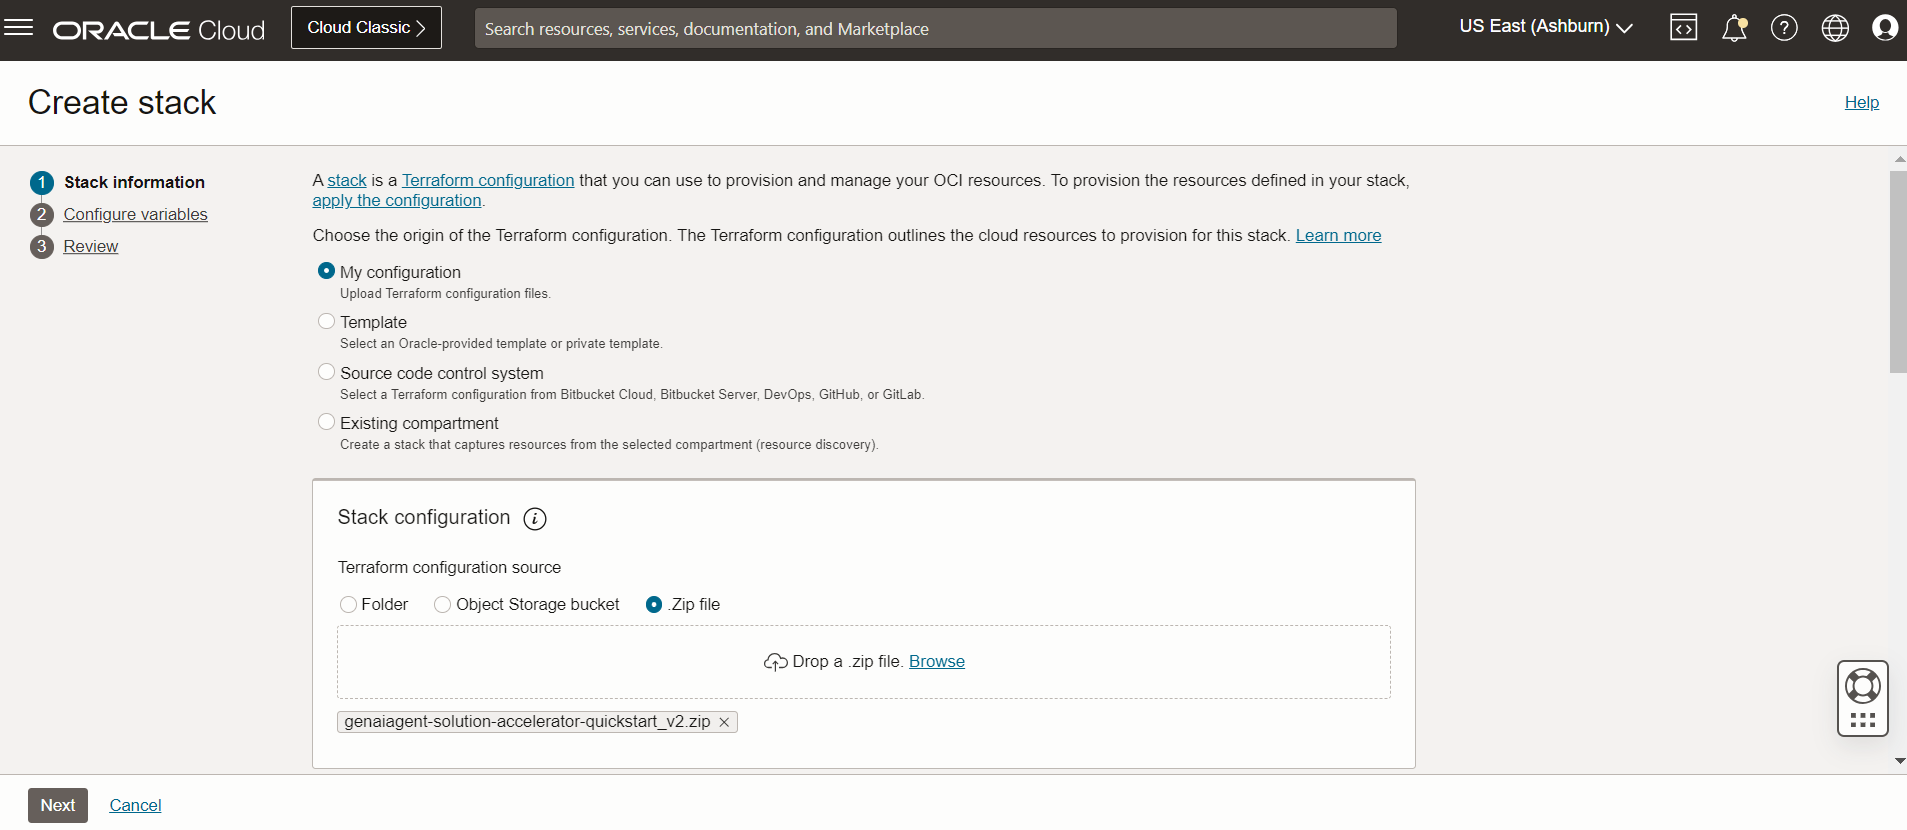 ORACLE Cloud
Cloud Classic
Search resources, services, documentation, and Marketplace
US East (Ashburn)
Create stack
Help
1 Stack information
2 Configure variables
3 Review
A stack is a Terraform configuration that you can use to provision and manage your OCI resources. To provision the resources defined in your stack,
apply the configuration.
Choose the origin of the Terraform configuration. The Terraform configuration outlines the cloud resources to provision for this stack. Learn more
My configuration
Upload Terraform configuration files.
Template
Select an Oracle-provided template or private template.
Source code control system
Select a Terraform configuration from Bitbucket Cloud, Bitbucket Server, DevOps, GitHub, or GitLab.
Existing compartment
Create a stack that captures resources from the selected compartment (resource discovery).
Stack configuration
Terraform configuration source
Folder Object Storage bucket .Zip file
Drop a .zip file. Browse
genaiagent-solution-accelerator-quickstart_v2.zip
Next Cancel